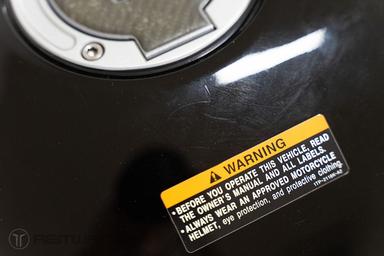 WARNING
• BEFORE YOU OPERATE THIS VEHICLE, READ
THE OWNER'S MANUAL AND ALL LABELS.
• ALWAYS WEAR AN APPROVED MOTORCYCLE
HELMET, eye protection, and protective clothing.